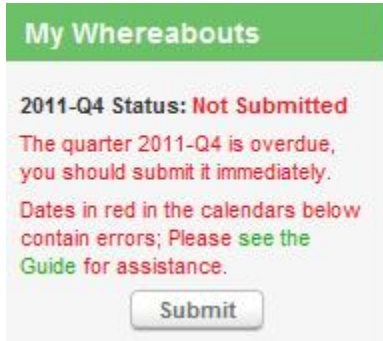 My Whereabouts
2011-Q4 Status: Not Submitted
The quarter 2011-Q4 is overdue,
you should submit it immediately.
Dates in red in the calendars below
contain errors; Please see the
Guide for assistance.
Submit